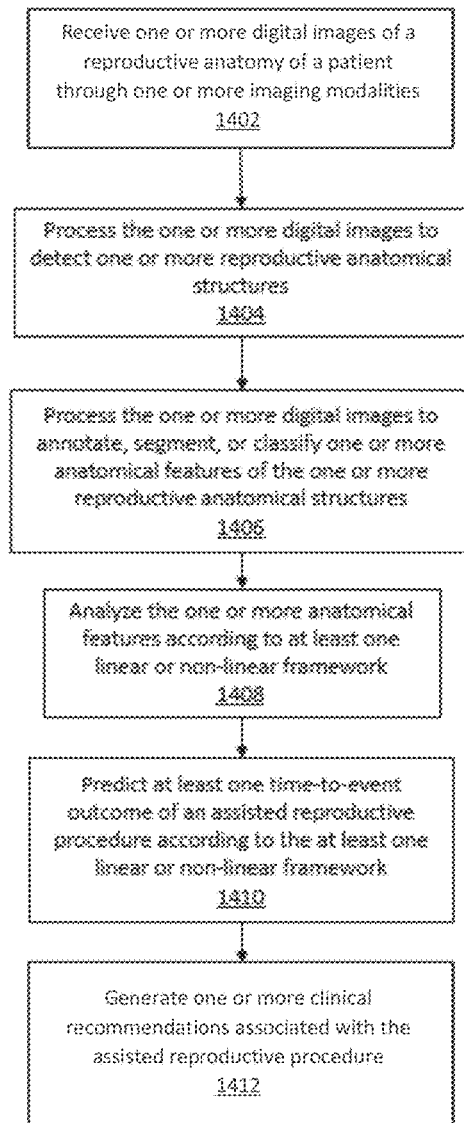 Receive one or more digital images of a
reproductive anatomy of a patient
through one or more imaging modalities
1402
Process the one or more digital images to
detect one or more reproductive anatomical
structures
1404
Process the one or more digital images to
annotate, segment, or classify one or more
anatomical features of the one or more
reproductive anatomical structures
1406
Analyze the one or more anatomical
features according to at least one
linear or non-linear framework
1408
Predict at least one time-to-event
outcome of an assisted reproductive
procedure according to the at least one
linear or non-linear framework
1410
Generate one or more clinical
recommendations associated with the
assisted reproductive procedure
1412